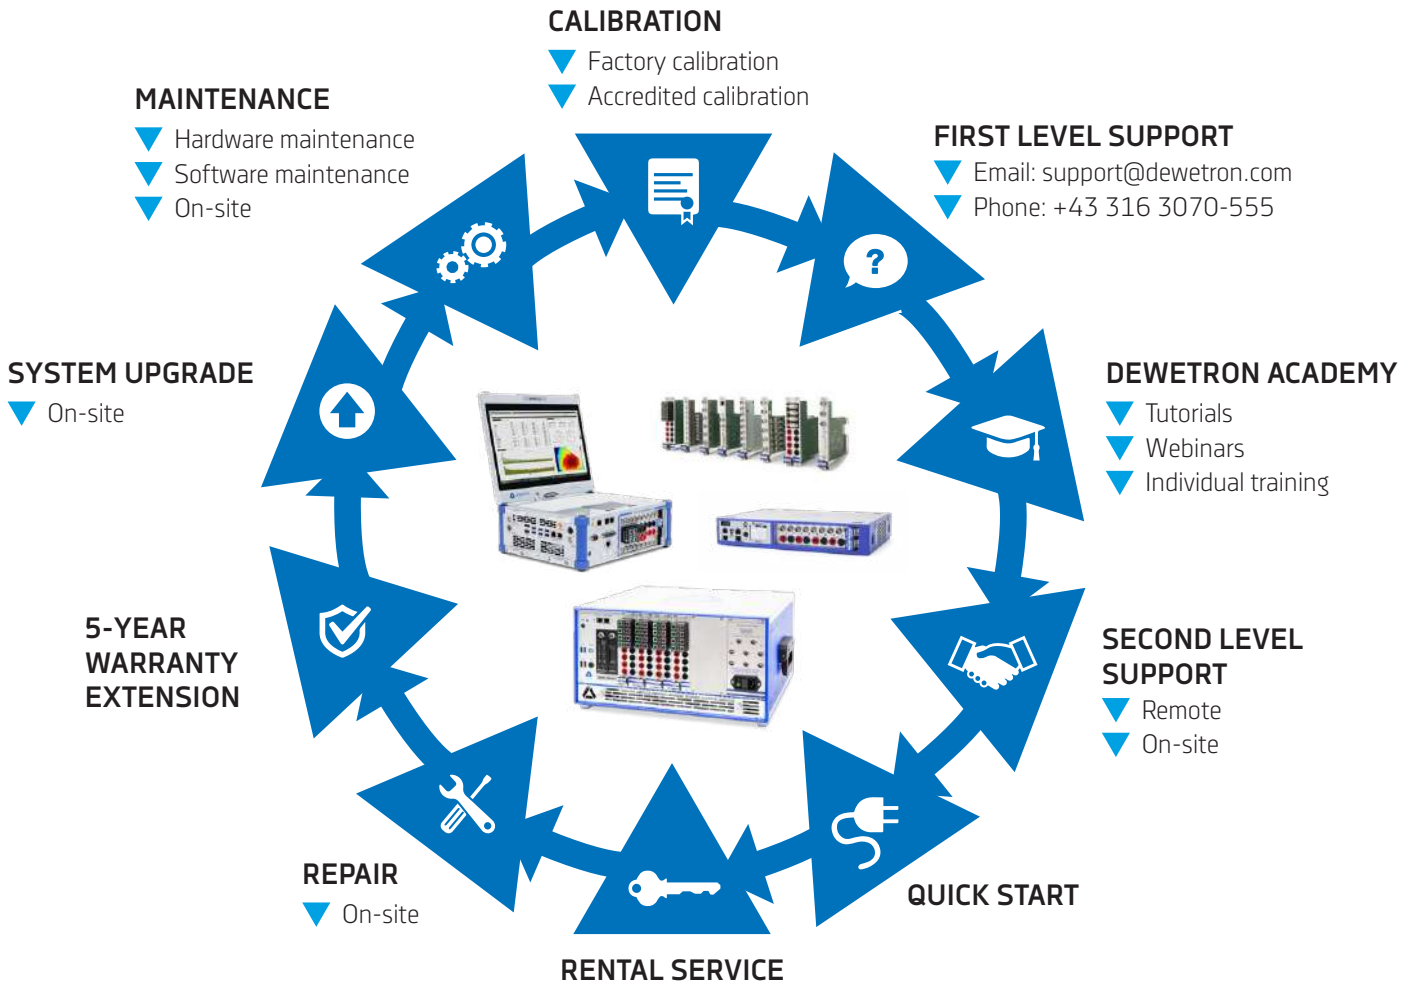 CALIBRATION
Factory calibration
Accredited calibration
MAINTENANCE
Hardware maintenance
Software maintenance
On-site
FIRST LEVEL SUPPORT
Email: support@dewetron.com
Phone: +43 316 3070-555
?
SYSTEM UPGRADE
On-site
DEWETRON ACADEMY
Tutorials
Webinars
Individual training
5-YEAR
WARRANTY
EXTENSION
SECOND LEVEL
SUPPORT
Remote
On-site
REPAIR
On-site
QUICK START
RENTAL SERVICE